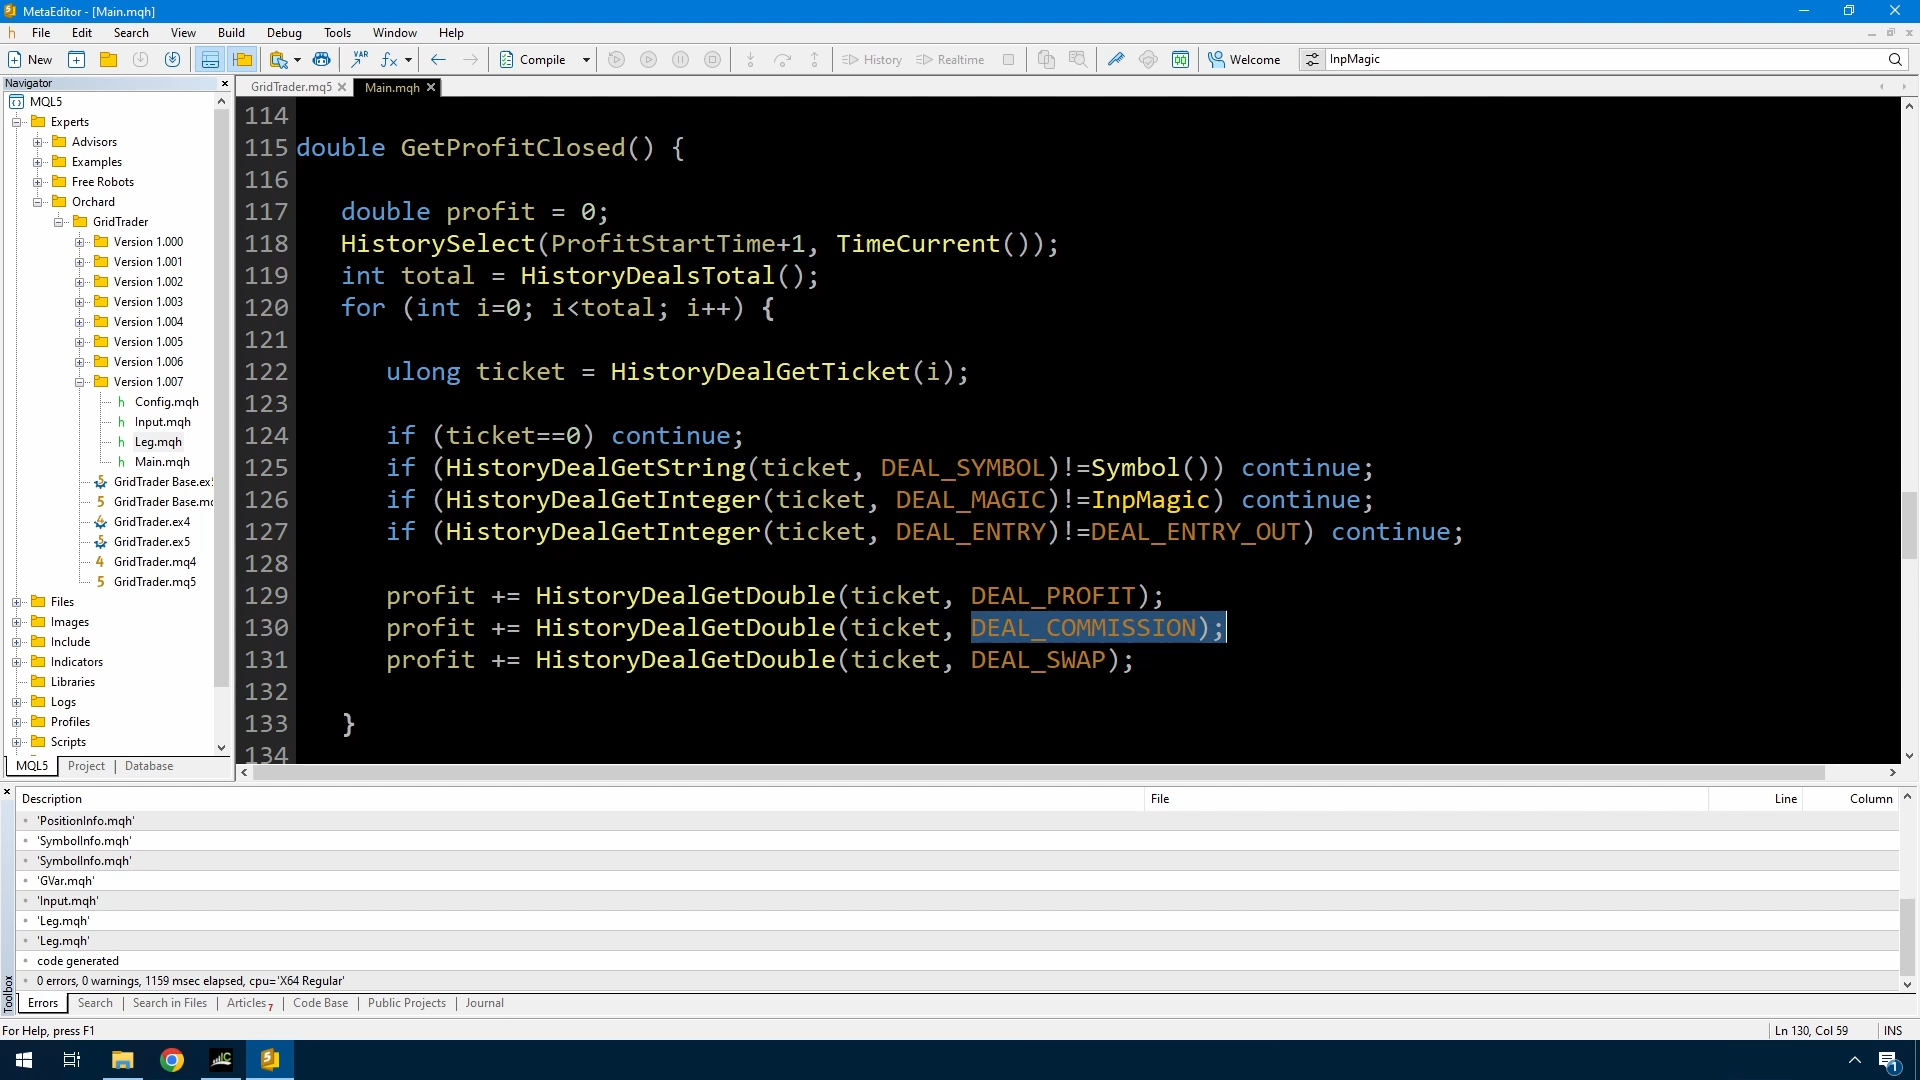 MetaEditor - [Main.mqh]
File Edit Search View Build Debug Tools Window Help
New VAR fx Compile History Realtime Welcome InpMagic
Navigator
GridTrader.mq5 Main.mqh
MQL5
Experts
Advisors
Examples
Free Robots
Orchard
GridTrader
Version 1.000
Version 1.001
Version 1.002
Version 1.003
Version 1.004
Version 1.005
Version 1.006
Version 1.007
Config.mqh
Input.mqh
Leg.mqh
Main.mqh
GridTrader Base.ex5
GridTrader Base.mq
GridTrader.ex4
GridTrader.ex5
GridTrader.mq4
GridTrader.mq5
Files
Images
Include
Indicators
Libraries
Logs
Profiles
Scripts
MQL5 Project Database
114
115 double GetProfitClosed() {
116
117 double profit = 0;
118 HistorySelect(ProfitStartTime+1, TimeCurrent());
119 int total = HistoryDealsTotal();
120 for (int i=0; i<total; i++) {
121
122 ulong ticket = HistoryDealGetTicket(i);
123
124 if (ticket==0) continue;
125 if (HistoryDealGetString(ticket, DEAL_SYMBOL)!=Symbol()) continue;
126 if (HistoryDealGetInteger(ticket, DEAL_MAGIC)!=InpMagic) continue;
127 if (HistoryDealGetInteger(ticket, DEAL_ENTRY)!=DEAL_ENTRY_OUT) continue;
128
129 profit += HistoryDealGetDouble(ticket, DEAL_PROFIT);
130 profit += HistoryDealGetDouble(ticket, DEAL_COMMISSION);
131 profit += HistoryDealGetDouble(ticket, DEAL_SWAP);
132
133 }
134
Description File Line Column
'PositionInfo.mqh'
'SymbolInfo.mqh'
'SymbolInfo.mqh'
'GVar.mqh'
'Input.mqh'
'Leg.mqh'
'Leg.mqh'
code generated
0 errors, 0 warnings, 1159 msec elapsed, cpu='X64 Regular'
Toolbox
Errors Search Search in Files Articles 7 Code Base Public Projects Journal
For Help, press F1 Ln 130, Col 59 INS
1